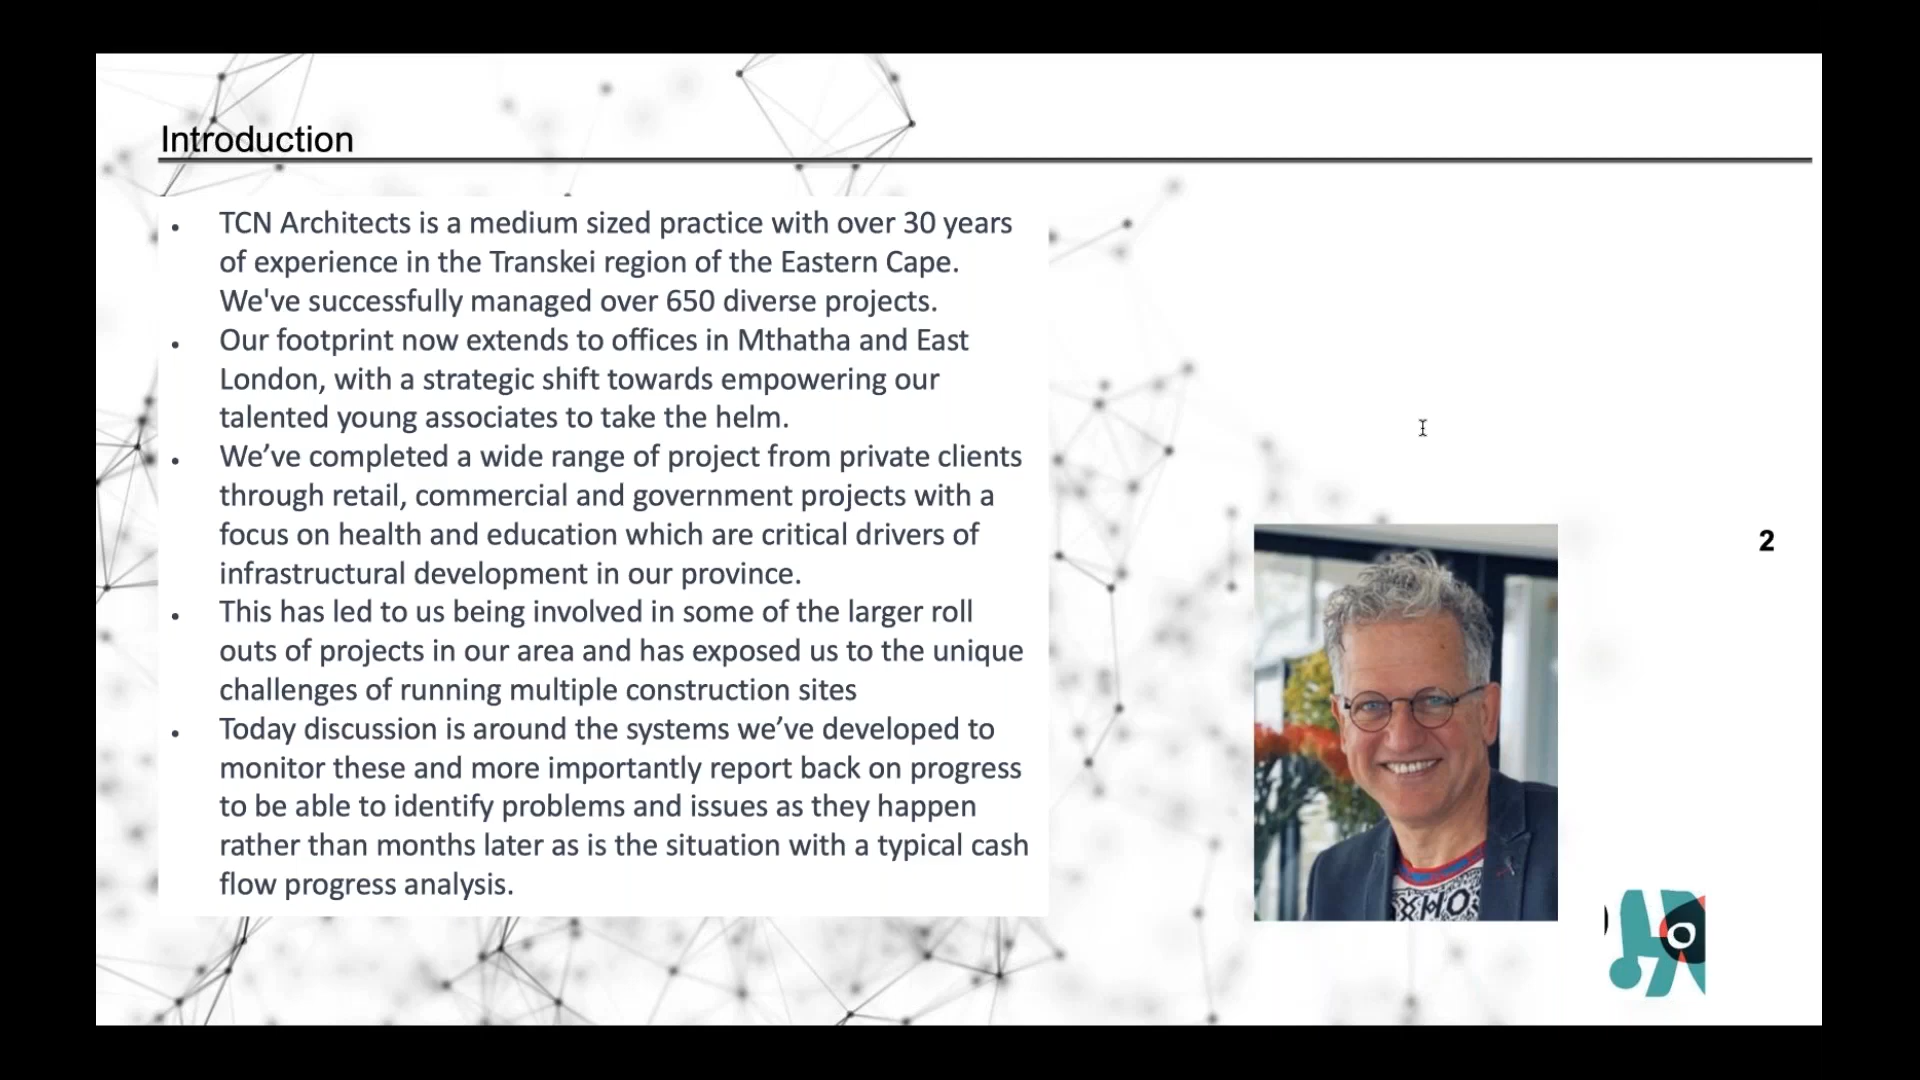 Introduction
• TCN Architects is a medium sized practice with over 30 years
of experience in the Transkei region of the Eastern Cape.
We've successfully managed over 650 diverse projects.
• Our footprint now extends to offices in Mthatha and East
London, with a strategic shift towards empowering our
talented young associates to take the helm.
• We’ve completed a wide range of project from private clients
through retail, commercial and government projects with a
focus on health and education which are critical drivers of
infrastructural development in our province.
• This has led to us being involved in some of the larger roll
outs of projects in our area and has exposed us to the unique
challenges of running multiple construction sites
• Today discussion is around the systems we’ve developed to
monitor these and more importantly report back on progress
to be able to identify problems and issues as they happen
rather than months later as is the situation with a typical cash
flow progress analysis.
2